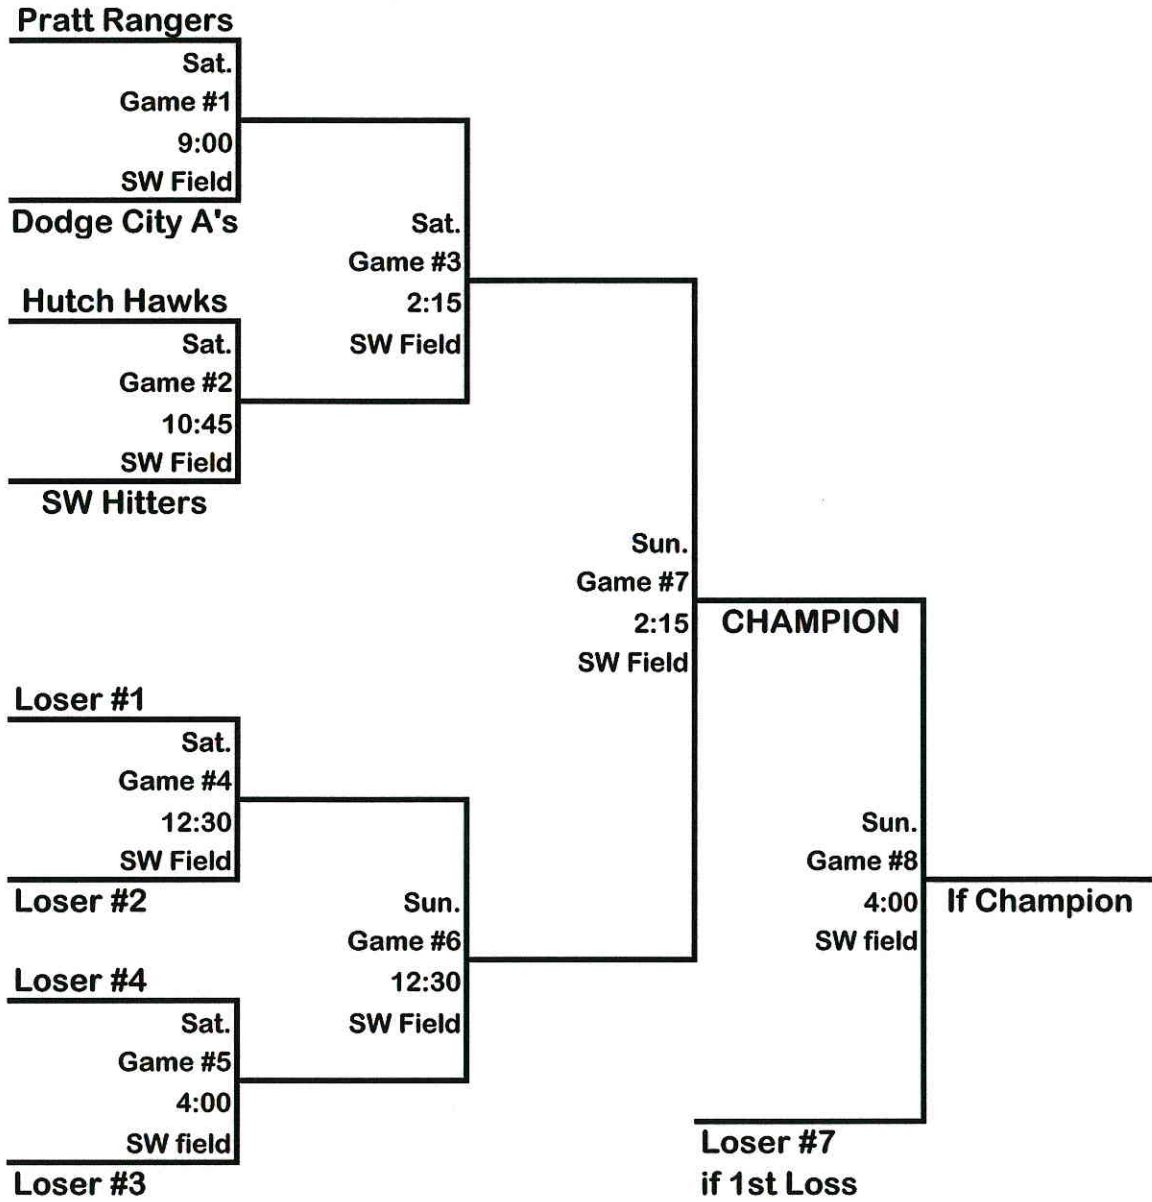 Pratt Rangers
Sat.
Game #1
9:00
SW Field
Dodge City A's
Sat.
Game #3
2:15
SW Field
Hutch Hawks
Sat.
Game #2
10:45
SW Field
SW Hitters
Sun.
Game #7
2:15
SW Field
CHAMPION
Loser #1
Sat.
Game #4
12:30
SW Field
Loser #2
Sun.
Game #6
12:30
SW Field
Loser #4
Sat.
Game #5
4:00
SW field
Loser #3
Sun.
Game #8
4:00
SW field
If Champion
Loser #7
if 1st Loss